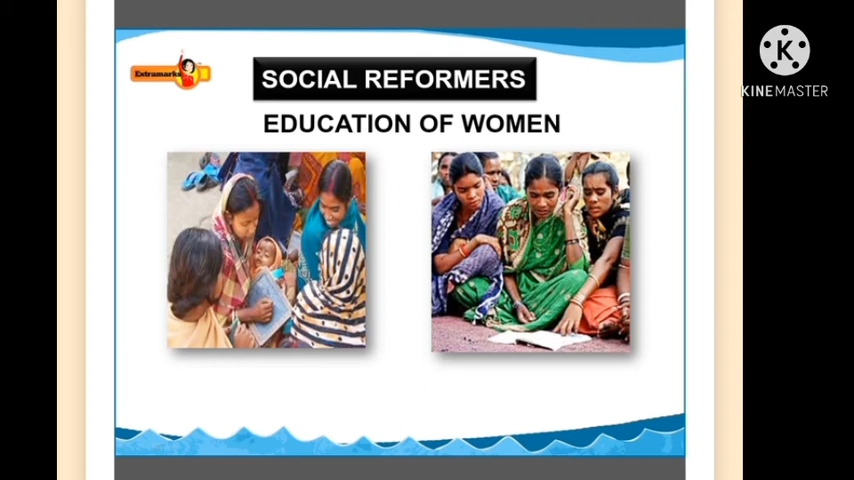 Extramarks
SOCIAL REFORMERS
EDUCATION OF WOMEN
K
KINEMASTER